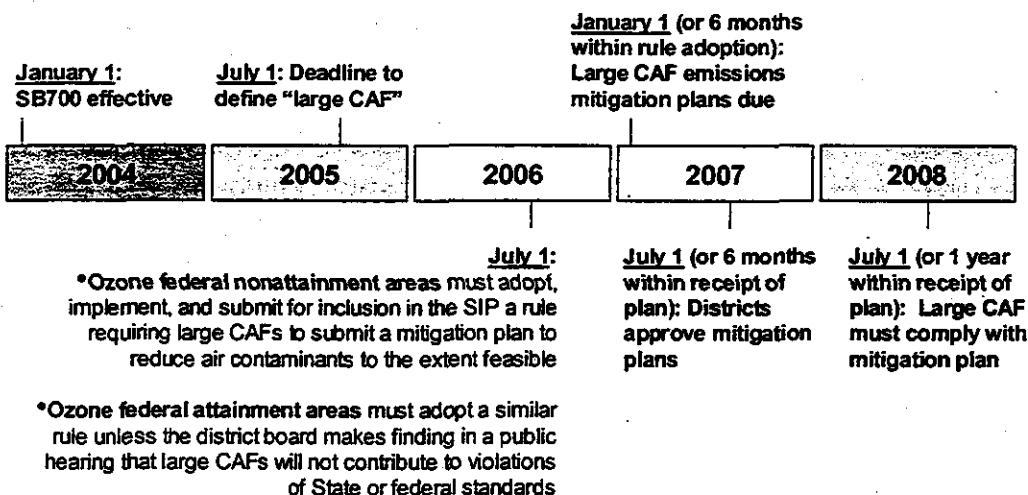 January 1:
SB700 effective
July 1: Deadline to
define “large CAF”
January 1 (or 6 months
within rule adoption):
Large CAF emissions
mitigation plans due
2004
2005
2006
2007
2008
July 1:
•Ozone federal nonattainment areas must adopt,
implement, and submit for inclusion in the SIP a rule
requiring large CAFs to submit a mitigation plan to
reduce air contaminants to the extent feasible
•Ozone federal attainment areas must adopt a similar
rule unless the district board makes finding in a public
hearing that large CAFs will not contribute to violations
of State or federal standards
July 1 (or 6 months
within receipt of
plan): Districts
approve mitigation
plans
July 1 (or 1 year
within receipt of
plan): Large CAF
must comply with
mitigation plan